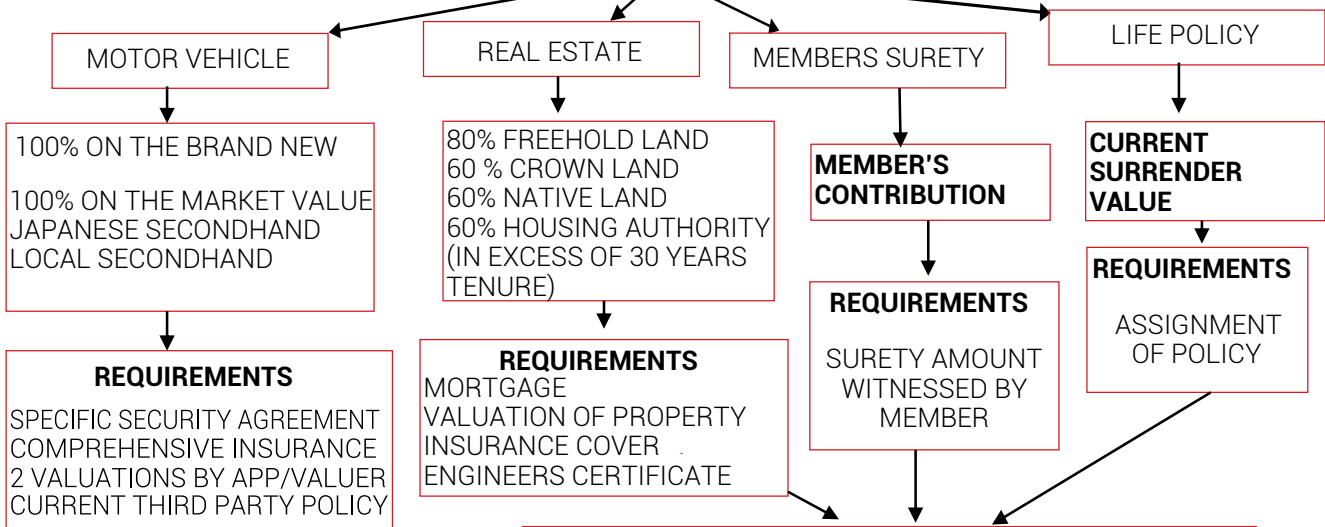 MOTOR VEHICLE
REAL ESTATE
MEMBERS SURETY
LIFE POLICY
100% ON THE BRAND NEW
100% ON THE MARKET VALUE
JAPANESE SECONDHAND
LOCAL SECONDHAND
80% FREEHOLD LAND
60 % CROWN LAND
60% NATIVE LAND
60% HOUSING AUTHORITY
(IN EXCESS OF 30 YEARS
TENURE)
MEMBER'S
CONTRIBUTION
CURRENT
SURRENDER
VALUE
REQUIREMENTS
SPECIFIC SECURITY AGREEMENT
COMPREHENSIVE INSURANCE
2 VALUATIONS BY APP/VALUER
CURRENT THIRD PARTY POLICY
REQUIREMENTS
MORTGAGE
VALUATION OF PROPERTY
INSURANCE COVER .
ENGINEERS CERTIFICATE
REQUIREMENTS
SURETY AMOUNT
WITNESSED BY
MEMBER
REQUIREMENTS
ASSIGNMENT
OF POLICY